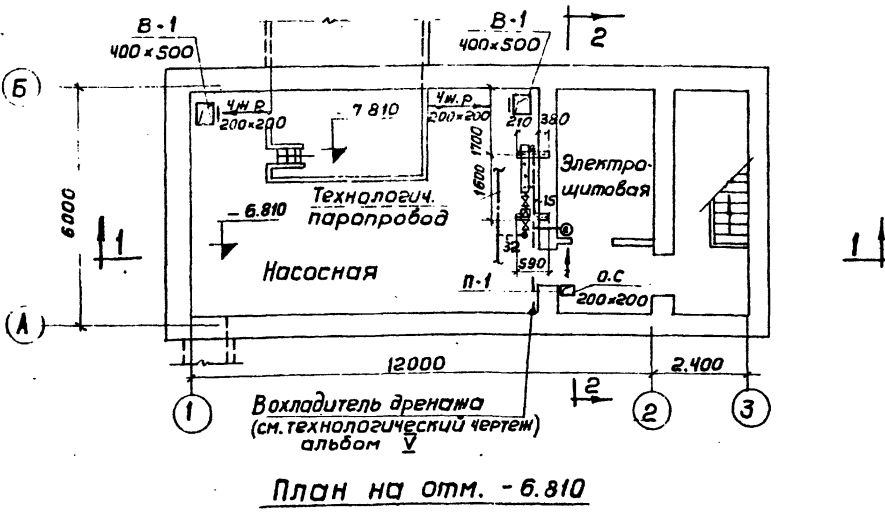 В-1
400×500
В-1
400×500
2
Б
Чж.р.
200×200
7.810
Чж.р.
200×200
210
380
1700
Электро-
щитовая
1600
Технологич.
паропровод
15
6000
-6.810
1
32
590
1
Насосная
П-1
О.С
200×200
А
12000
2.400
2
1
2
3
В охладитель дренажа
(см. технологический чертеж)
альбом V
План на отм. -6.810